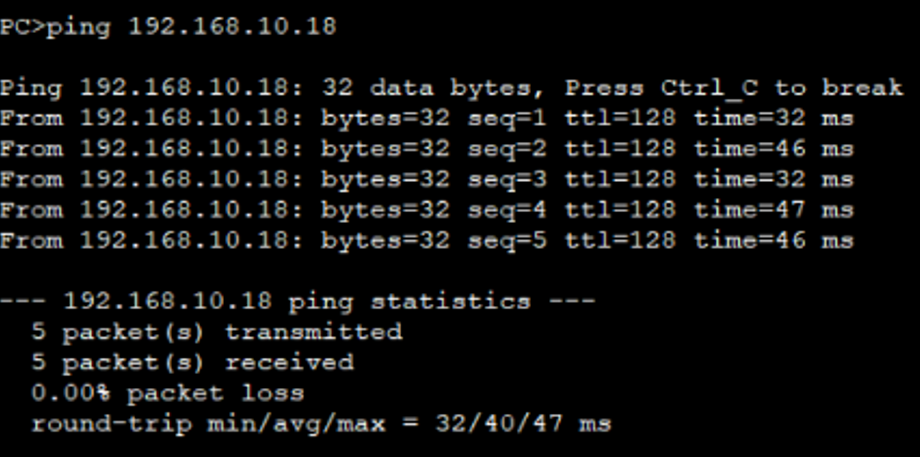 PC>ping 192.168.10.18
Ping 192.168.10.18: 32 data bytes, Press Ctrl_C to break
From 192.168.10.18: bytes=32 seq=1 ttl=128 time=32 ms
From 192.168.10.18: bytes=32 seq=2 ttl=128 time=46 ms
From 192.168.10.18: bytes=32 seq=3 ttl=128 time=32 ms
From 192.168.10.18: bytes=32 seq=4 ttl=128 time=47 ms
From 192.168.10.18: bytes=32 seq=5 ttl=128 time=46 ms
--- 192.168.10.18 ping statistics ---
5 packet(s) transmitted
5 packet(s) received
0.00% packet loss
round-trip min/avg/max = 32/40/47 ms